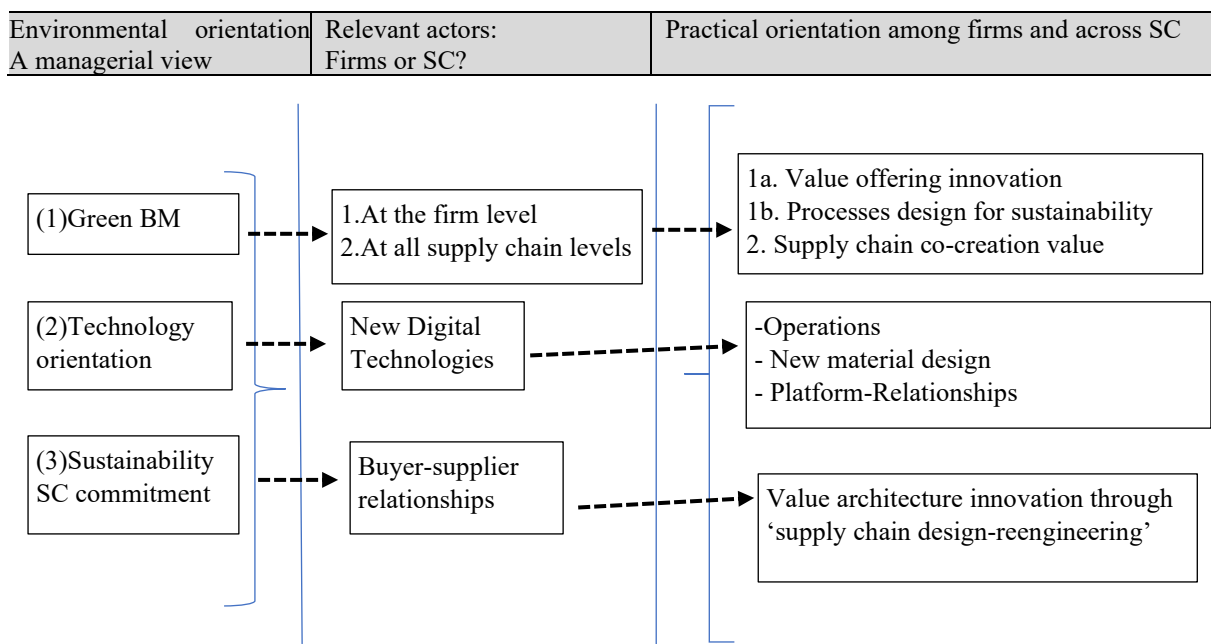 Environmental orientation
A managerial view
Relevant actors:
Firms or SC?
Practical orientation among firms and across SC
(1)Green BM
1.At the firm level
2.At all supply chain levels
1a. Value offering innovation
1b. Processes design for sustainability
2. Supply chain co-creation value
(2)Technology
orientation
New Digital
Technologies
-Operations
- New material design
- Platform-Relationships
(3)Sustainability
SC commitment
Buyer-supplier
relationships
Value architecture innovation through
‘supply chain design-reengineering’